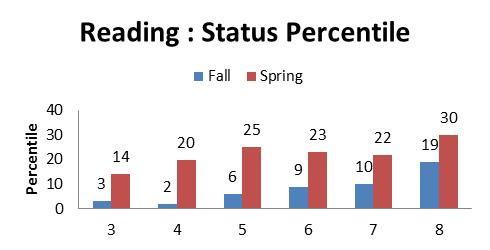 Reading : Status Percentile
Fall Spring
Percentile
40
30
20
10
0
3 14 2 20 6 25 9 23 10 22 19 30
3 4 5 6 7 8